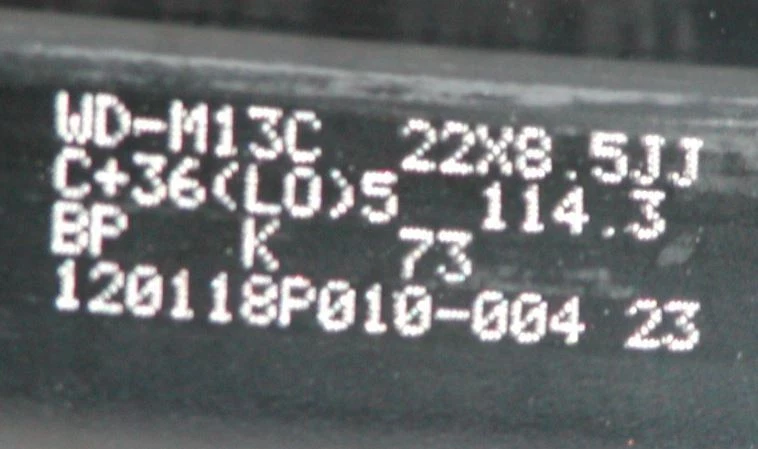 WD-M13C 22X8.5JJ
C+36(LO)5 114.3
BP K 73
120118P010-004 23